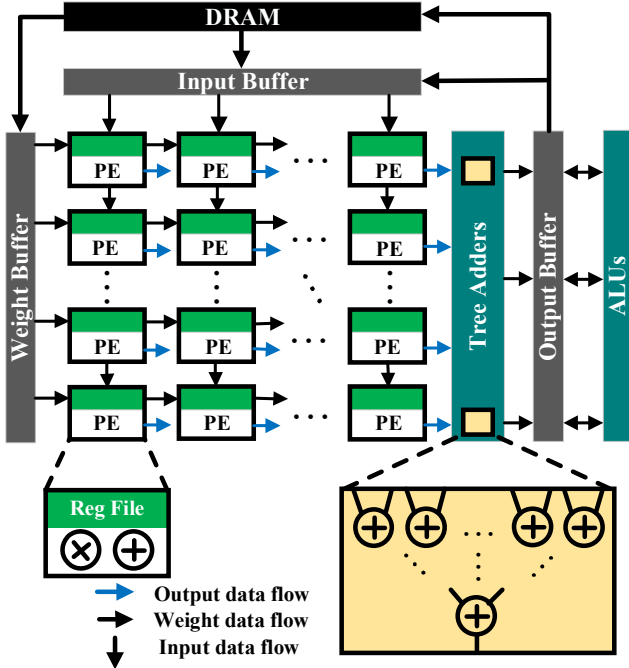 DRAM
Input Buffer
Weight Buffer
PE
PE
PE
PE
PE
PE
PE
PE
PE
PE
PE
PE
Tree Adders
Output Buffer
ALUs
Reg File
Output data flow
Weight data flow
Input data flow